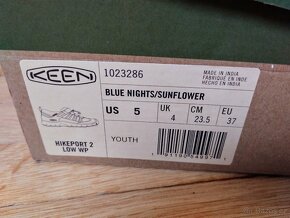 KEEN
1023286
MADE IN INDIA
FABRIQUÉ EN INDE
HECHO EN INDIA
BLUE NIGHTS/SUNFLOWER
US 5
UK 4
CM 23.5
EU 37
HIKEPORT 2
LOW WP
YOUTH